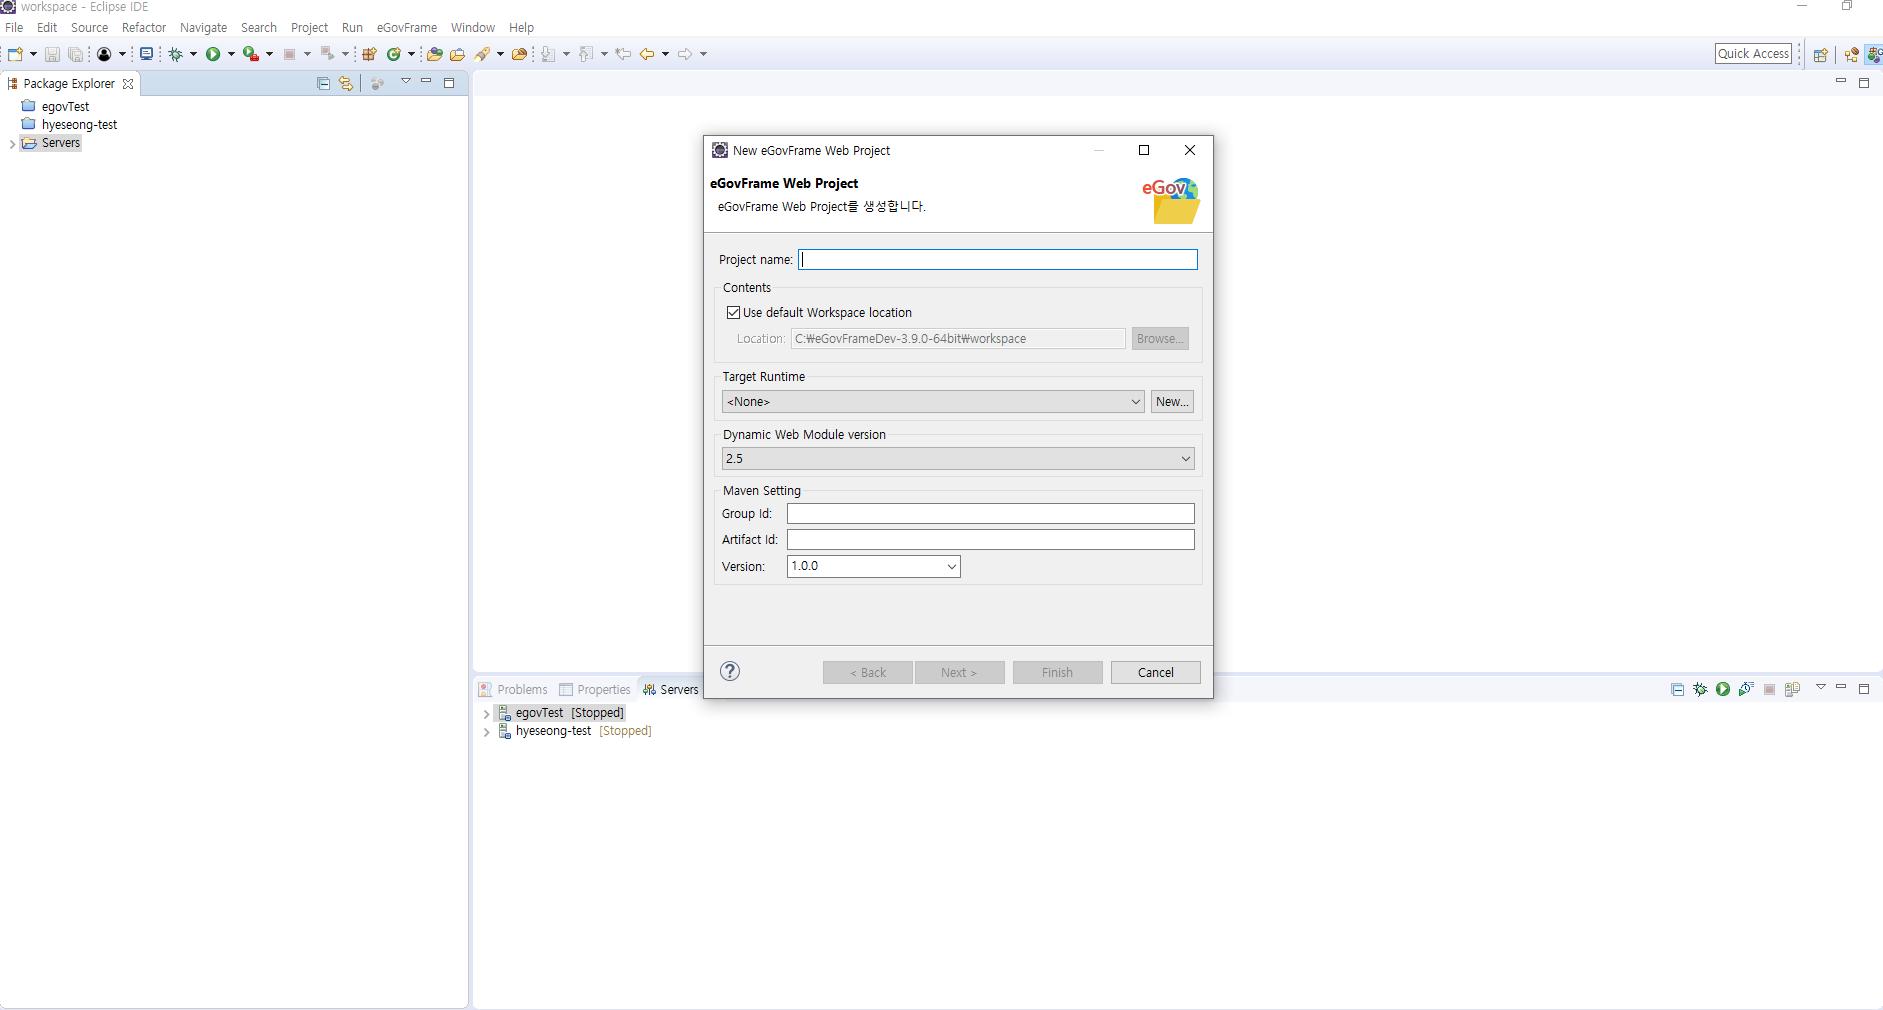 workspace - Eclipse IDE
File Edit Source Refactor Navigate Search Project Run eGovFrame Window Help
Quick Access
Package Explorer
egovTest
hyeseong-test
Servers
New eGovFrame Web Project
eGovFrame Web Project
eGovFrame Web Project를 생성합니다.
eGov
Project name:
Contents
Use default Workspace location
Location: C:₩eGovFrameDev-3.9.0-64bit₩workspace Browse...
Target Runtime
<None> New...
Dynamic Web Module version
2.5
Maven Setting
Group Id:
Artifact Id:
Version: 1.0.0
< Back Next > Finish Cancel
Problems Properties Servers
egovTest [Stopped]
hyeseong-test [Stopped]